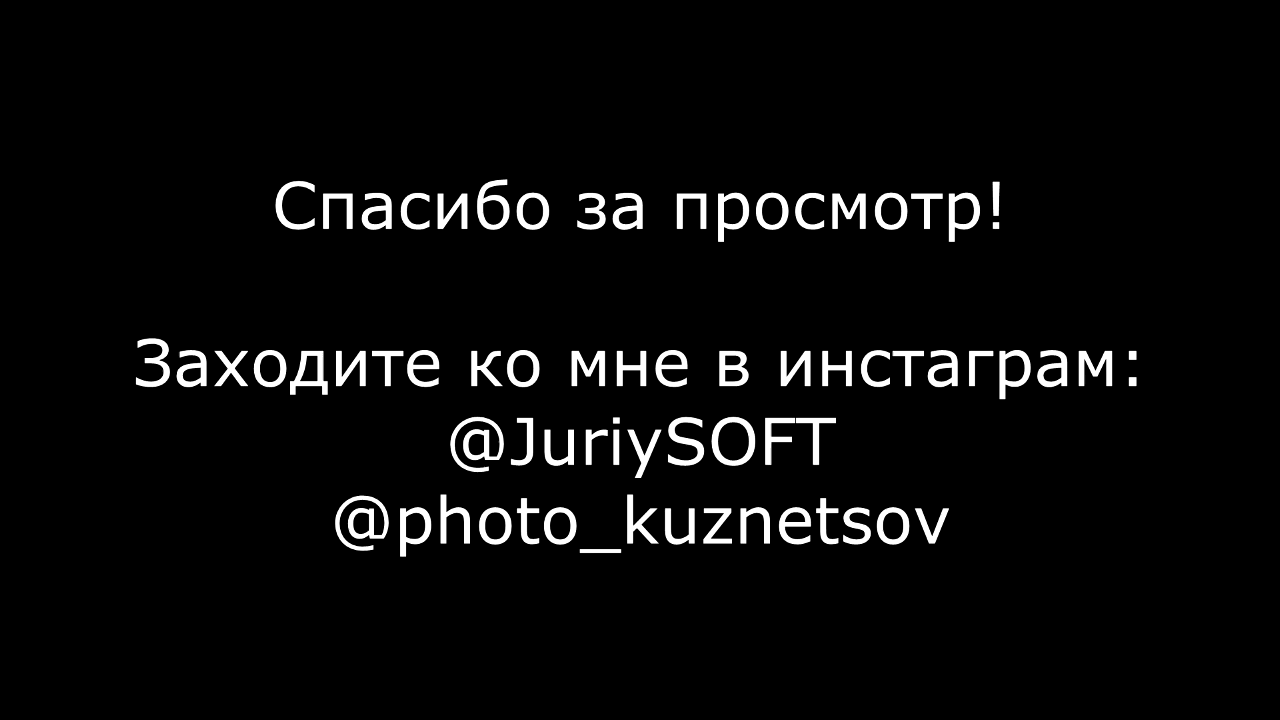 Спасибо за просмотр!
Заходите ко мне в инстаграм:
@JuriySOFT
@photo_kuznetsov